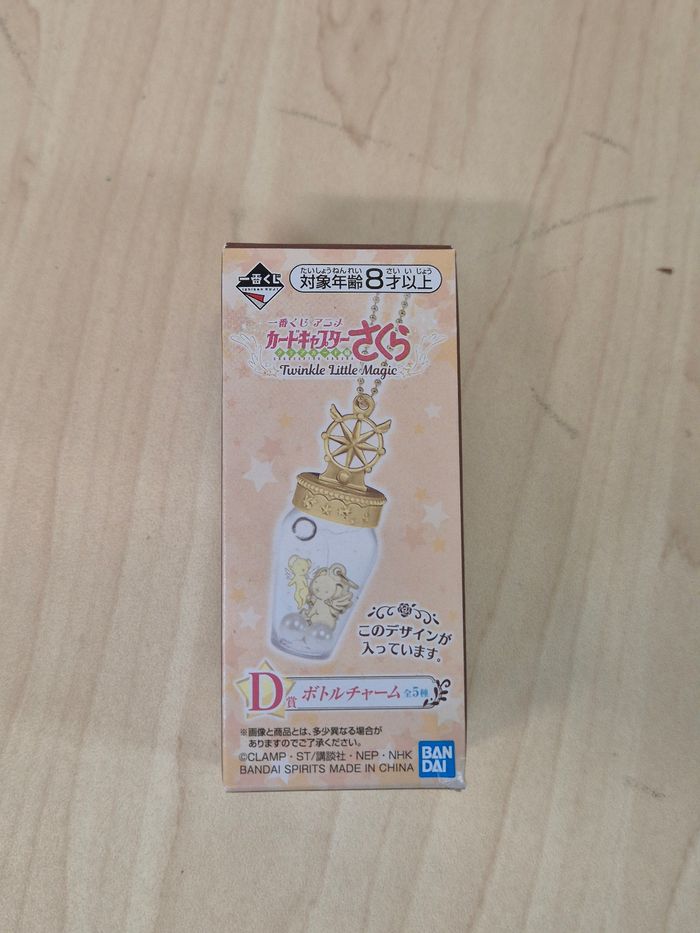 一番くじ
ICHIBAN KUJI
たいしょうねんれい さい い じょう
対象年齢8才以上
一番くじ アニメ
カードキャプターさくら
クリアカード編
Twinkle Little Magic
このデザインが
入っています。
D賞 ボトルチャーム 全5種
※画像と商品とは、多少異なる場合が
ありますのでご了承ください。
©CLAMP・ST/講談社・NEP・NHK
BANDAI SPIRITS MADE IN CHINA
BAN
DAI